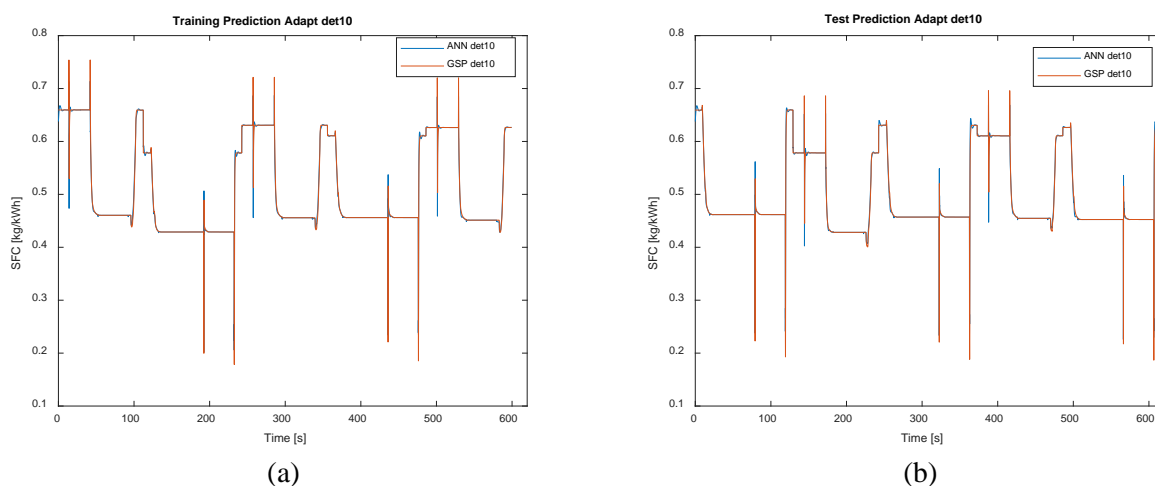 Training Prediction Adapt det10
0.8
0.7
0.6
0.5
0.4
0.3
0.2
0.1
SFC [kg/kWh]
ANN det10
GSP det10
0 100 200 300 400 500 600
Time [s]
(a)
Test Prediction Adapt det10
0.8
0.7
0.6
0.5
0.4
0.3
0.2
0.1
SFC [kg/kWh]
ANN det10
GSP det10
0 100 200 300 400 500 600
Time [s]
(b)